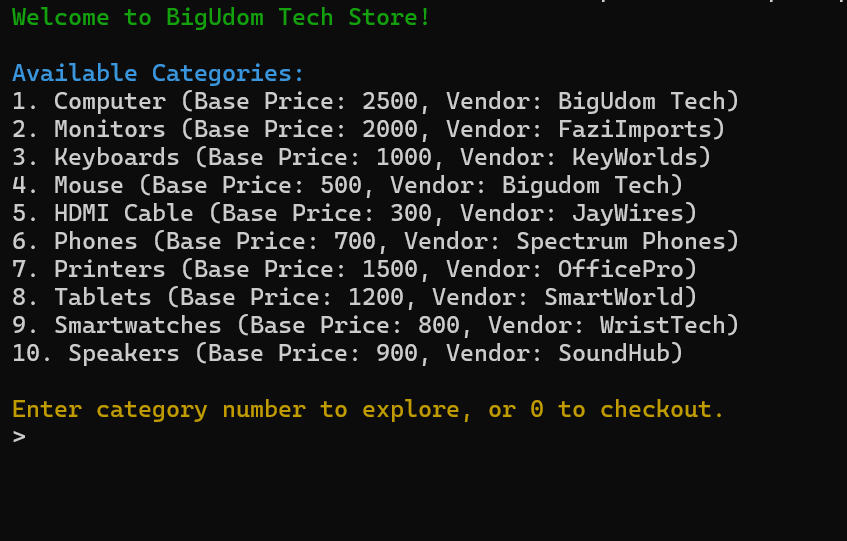 Welcome to BigUdom Tech Store!
Available Categories:
1. Computer (Base Price: 2500, Vendor: BigUdom Tech)
2. Monitors (Base Price: 2000, Vendor: FaziImports)
3. Keyboards (Base Price: 1000, Vendor: KeyWorlds)
4. Mouse (Base Price: 500, Vendor: Bigudom Tech)
5. HDMI Cable (Base Price: 300, Vendor: JayWires)
6. Phones (Base Price: 700, Vendor: Spectrum Phones)
7. Printers (Base Price: 1500, Vendor: OfficePro)
8. Tablets (Base Price: 1200, Vendor: SmartWorld)
9. Smartwatches (Base Price: 800, Vendor: WristTech)
10. Speakers (Base Price: 900, Vendor: SoundHub)
Enter category number to explore, or 0 to checkout.
>